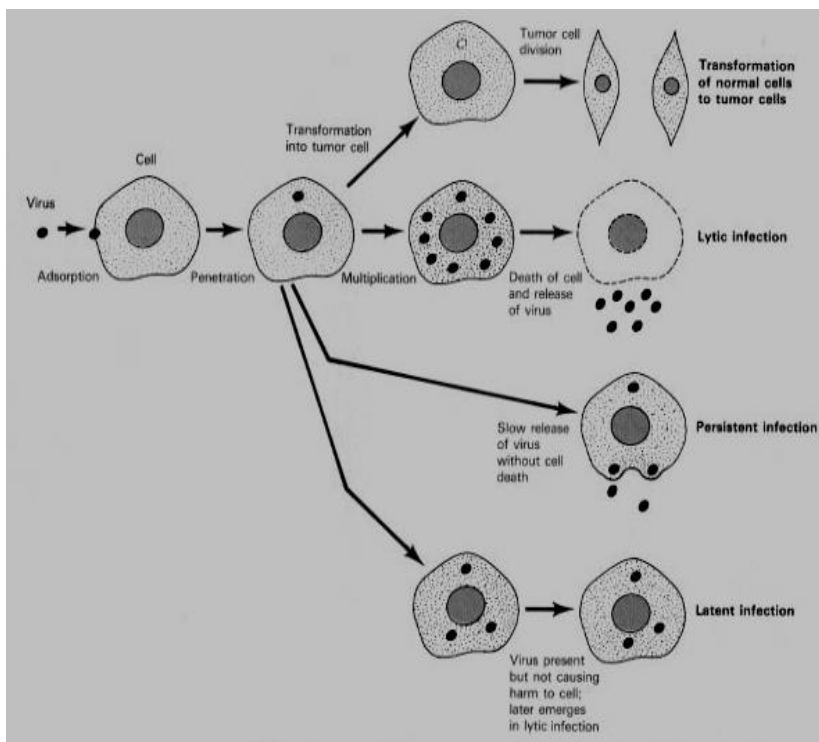 Tumor cell
division
Transformation
of normal cells
to tumor cells
Transformation
into tumor cell
Cell
Virus
Adsorption
Penetration
Multiplication
Death of cell
and release
of virus
Lytic infection
Slow release
of virus
without cell
death
Persistent infection
Latent infection
Virus present
but not causing
harm to cell;
later emerges
in lytic infection